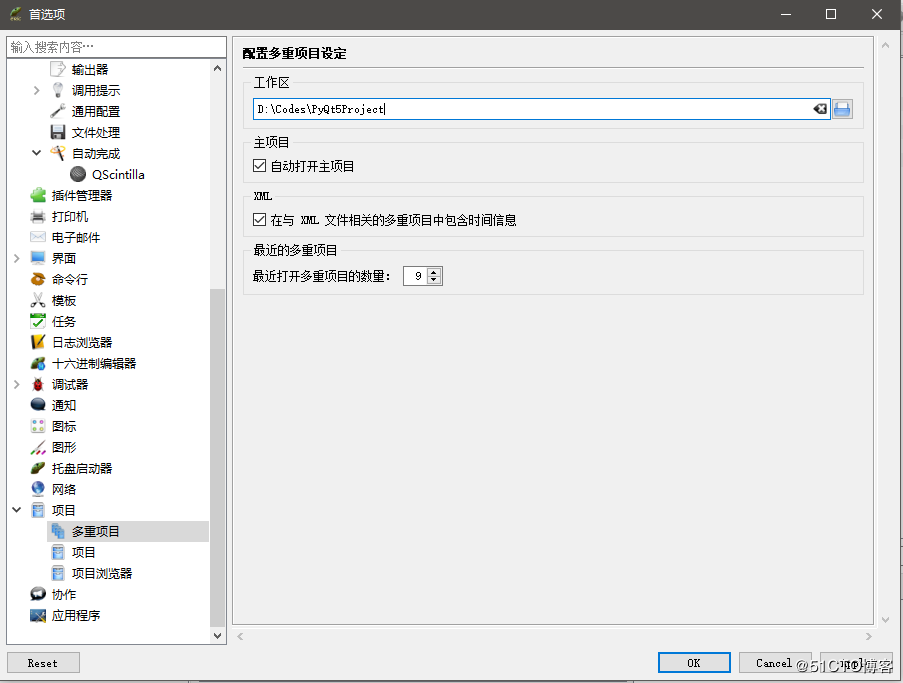 首选项
输入搜索内容…
输出器
调用提示
通用配置
文件处理
自动完成
QScintilla
插件管理器
打印机
电子邮件
界面
命令行
模板
任务
日志浏览器
十六进制编辑器
调试器
通知
图标
图形
托盘启动器
网络
项目
多重项目
项目
项目浏览器
协作
应用程序
配置多重项目设定
工作区
D:\Codes\PyQt5Project
主项目
自动打开主项目
XML
在与 XML 文件相关的多重项目中包含时间信息
最近的多重项目
最近打开多重项目的数量： 9
Reset
OK
Cancel
@51CTO博客